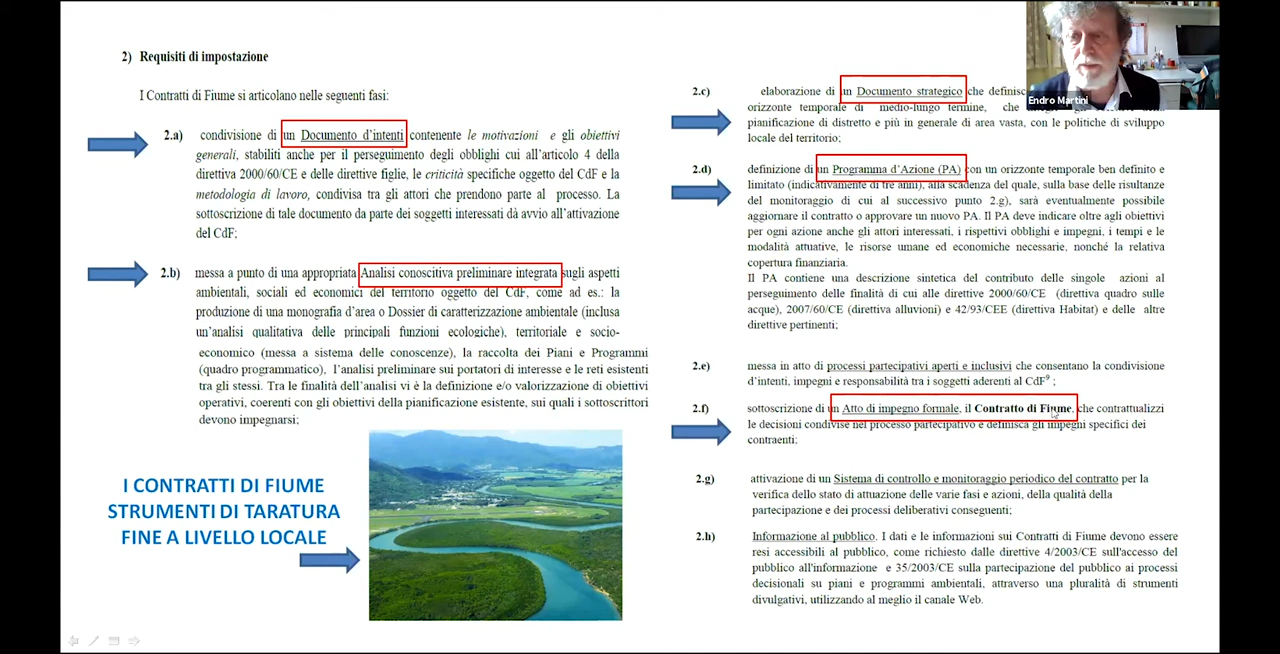 2) Requisiti di impostazione
I Contratti di Fiume si articolano nelle seguenti fasi:
2.a) condivisione di un Documento d'intenti contenente le motivazioni e gli obiettivi
generali, stabiliti anche per il perseguimento degli obblighi cui all'articolo 4 della
direttiva 2000/60/CE e delle direttive figlie, le criticità specifiche oggetto del CdF e la
metodologia di lavoro, condivisa tra gli attori che prendono parte al processo. La
sottoscrizione di tale documento da parte dei soggetti interessati dà avvio all'attivazione
del CdF;
2.b) messa a punto di una appropriata Analisi conoscitiva preliminare integrata sugli aspetti
ambientali, sociali ed economici del territorio oggetto del CdF, come ad es.: la
produzione di una monografia d'area o Dossier di caratterizzazione ambientale (inclusa
un'analisi qualitativa delle principali funzioni ecologiche), territoriale e socio-
economico (messa a sistema delle conoscenze), la raccolta dei Piani e Programmi
(quadro programmatico), l'analisi preliminare sui portatori di interesse e le reti esistenti
tra gli stessi. Tra le finalità dell'analisi vi è la definizione e/o valorizzazione di obiettivi
operativi, coerenti con gli obiettivi della pianificazione esistente, sui quali i sottoscrittori
devono impegnarsi;
I CONTRATTI DI FIUME
STRUMENTI DI TARATURA
FINE A LIVELLO LOCALE
2.c) elaborazione di un Documento strategico che definisc
orizzonte temporale di medio-lungo termine, che
pianificazione di distretto e più in generale di area vasta, con le politiche di sviluppo
locale del territorio;
2.d) definizione di un Programma d'Azione (PA) con un orizzonte temporale ben definito e
limitato (indicativamente di tre anni), alla scadenza del quale, sulla base delle risultanze
del monitoraggio di cui al successivo punto 2.g), sarà eventualmente possibile
aggiornare il contratto o approvare un nuovo PA. Il PA deve indicare oltre agli obiettivi
per ogni azione anche gli attori interessati, i rispettivi obblighi e impegni, i tempi e le
modalità attuative, le risorse umane ed economiche necessarie, nonché la relativa
copertura finanziaria.
Il PA contiene una descrizione sintetica del contributo delle singole azioni al
perseguimento delle finalità di cui alle direttive 2000/60/CE (direttiva quadro sulle
acque), 2007/60/CE (direttiva alluvioni) e 42/93/CEE (direttiva Habitat) e delle altre
direttive pertinenti;
2.e) messa in atto di processi partecipativi aperti e inclusivi che consentano la condivisione
d'intenti, impegni e responsabilità tra i soggetti aderenti al CdF⁹ ;
2.f) sottoscrizione di un Atto di impegno formale, il Contratto di Fiume, che contrattualizzi
le decisioni condivise nel processo partecipativo e definisca gli impegni specifici dei
contraenti;
2.g) attivazione di un Sistema di controllo e monitoraggio periodico del contratto per la
verifica dello stato di attuazione delle varie fasi e azioni, della qualità della
partecipazione e dei processi deliberativi conseguenti;
2.h) Informazione al pubblico. I dati e le informazioni sui Contratti di Fiume devono essere
resi accessibili al pubblico, come richiesto dalle direttive 4/2003/CE sull'accesso del
pubblico all'informazione e 35/2003/CE sulla partecipazione del pubblico ai processi
decisionali su piani e programmi ambientali, attraverso una pluralità di strumenti
divulgativi, utilizzando al meglio il canale Web.
Endro Martini